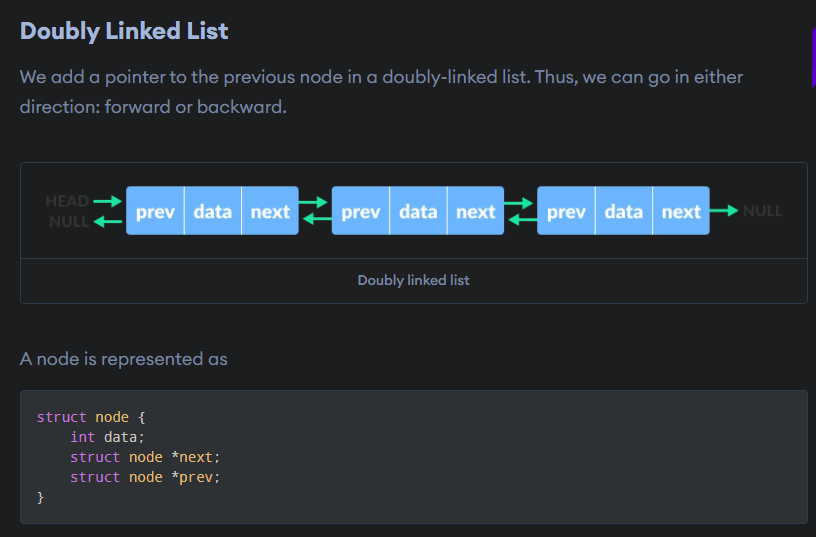 Doubly Linked List
We add a pointer to the previous node in a doubly-linked list. Thus, we can go in either
direction: forward or backward.
HEAD prev data next prev data next prev data next NULL
NULL
Doubly linked list
A node is represented as
struct node {
    int data;
    struct node *next;
    struct node *prev;
}